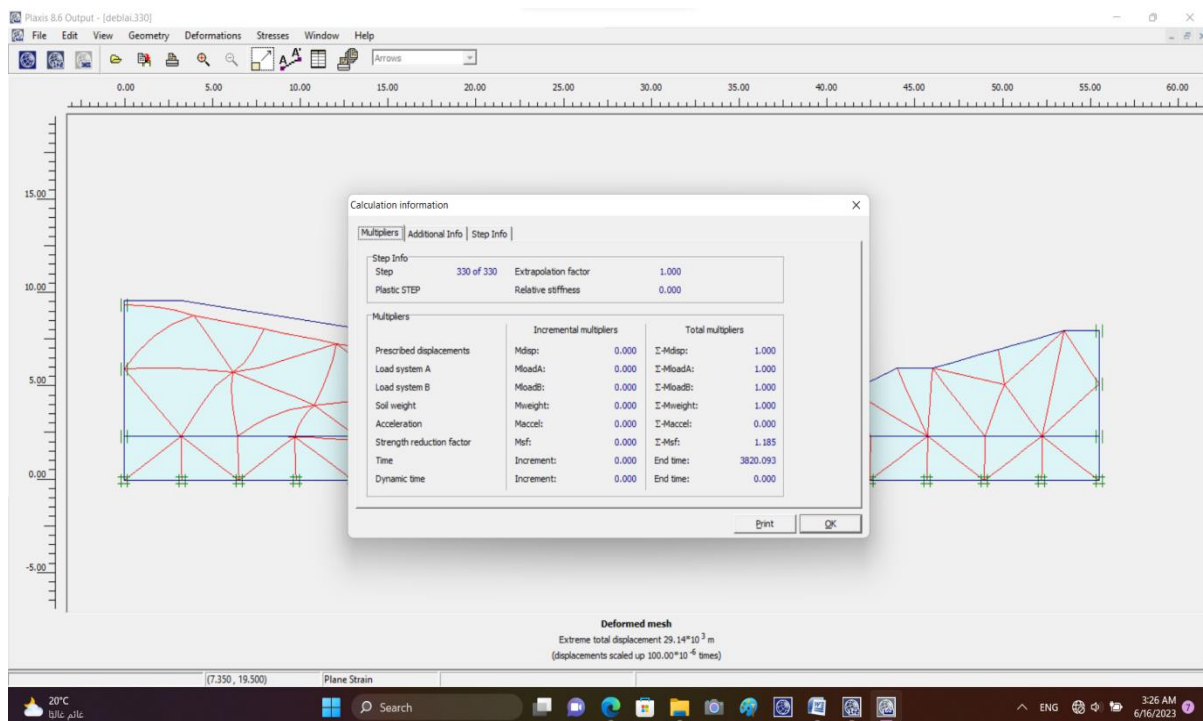 Plaxis 8.6 Output - [deblai.330]
File Edit View Geometry Deformations Stresses Window Help
Arrows
0.00 5.00 10.00 15.00 20.00 25.00 30.00 35.00 40.00 45.00 50.00 55.00 60.00
15.00
10.00
5.00
0.00
-5.00
Calculation information
Multipliers Additional Info Step Info
Step Info
Step 330 of 330 Extrapolation factor 1.000
Plastic STEP Relative stiffness 0.000
Multipliers
Incremental multipliers Total multipliers
Prescribed displacements Mdisp: 0.000 Σ-Mdisp: 1.000
Load system A MloadA: 0.000 Σ-MloadA: 1.000
Load system B MloadB: 0.000 Σ-MloadB: 1.000
Soil weight Mweight: 0.000 Σ-Mweight: 1.000
Acceleration Maccel: 0.000 Σ-Maccel: 0.000
Strength reduction factor Msf: 0.000 Σ-Msf: 1.185
Time Increment: 0.000 End time: 3820.093
Dynamic time Increment: 0.000 End time: 0.000
Print OK
Deformed mesh
Extreme total displacement 29.14*10³ m
(displacements scaled up 100.00*10⁻⁶ times)
(7.350 , 19.500) Plane Strain
20°C
غائم غالبًا
Search
ENG
3:26 AM
6/16/2023